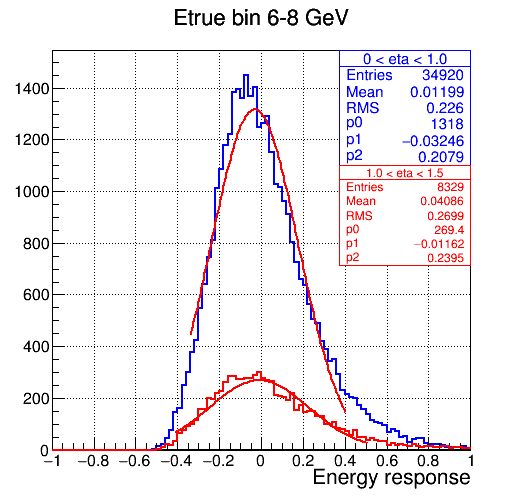 Etrue bin 6-8 GeV
0 < eta < 1.0
Entries 34920
Mean 0.01199
RMS 0.226
p0 1318
p1 −0.03246
p2 0.2079
1.0 < eta < 1.5
Entries 8329
Mean 0.04086
RMS 0.2699
p0 269.4
p1 −0.01162
p2 0.2395
1400
1200
1000
800
600
400
200
0
−1 −0.8 −0.6 −0.4 −0.2 0 0.2 0.4 0.6 0.8 1
Energy response